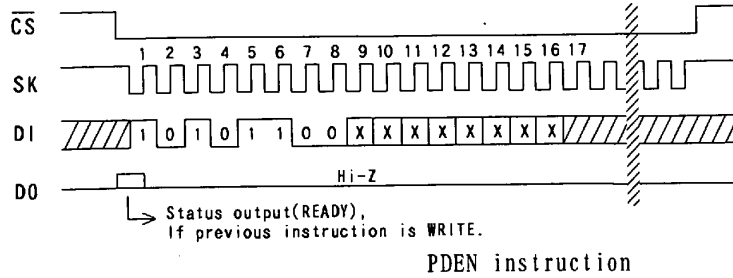 CS
1 2 3 4 5 6 7 8 9 10 11 12 13 14 15 16 17
SK
DI 1 0 1 0 1 1 0 0 X X X X X X X X
DO Hi-Z
Status output(READY),
If previous instruction is WRITE.
PDEN instruction